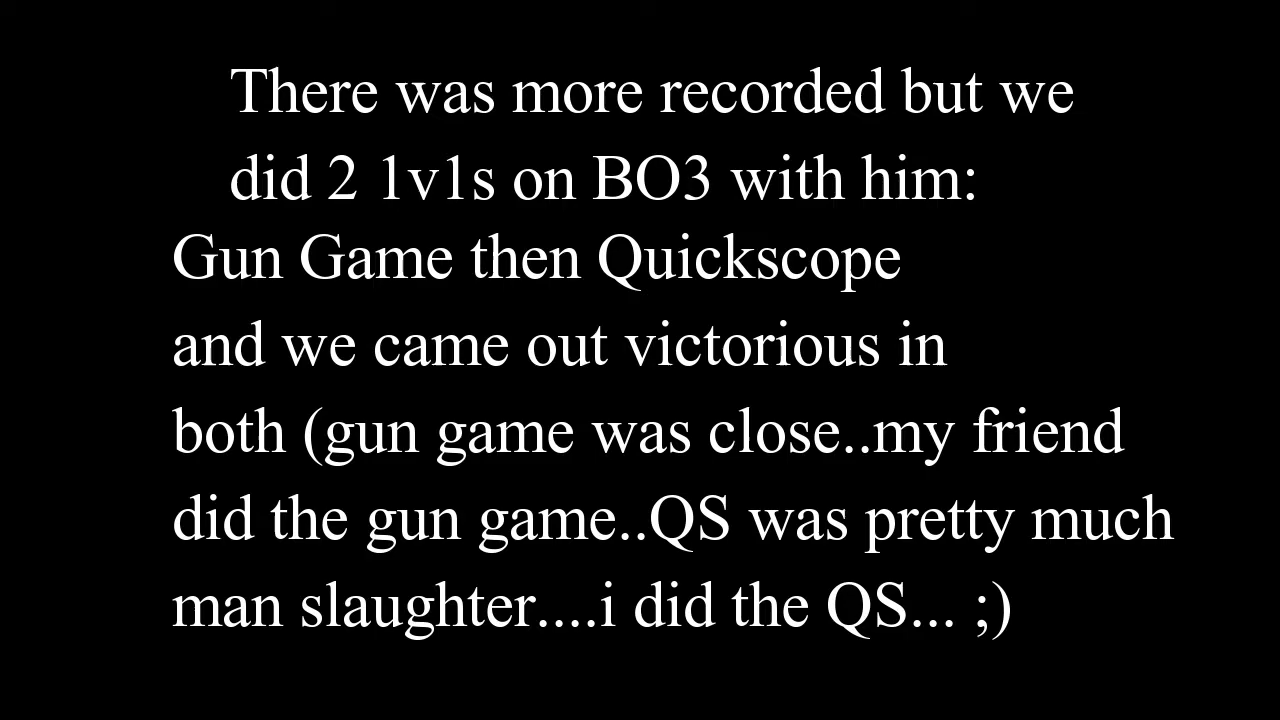 There was more recorded but we
did 2 1v1s on BO3 with him:
Gun Game then Quickscope
and we came out victorious in
both (gun game was close..my friend
did the gun game..QS was pretty much
man slaughter....i did the QS... ;)